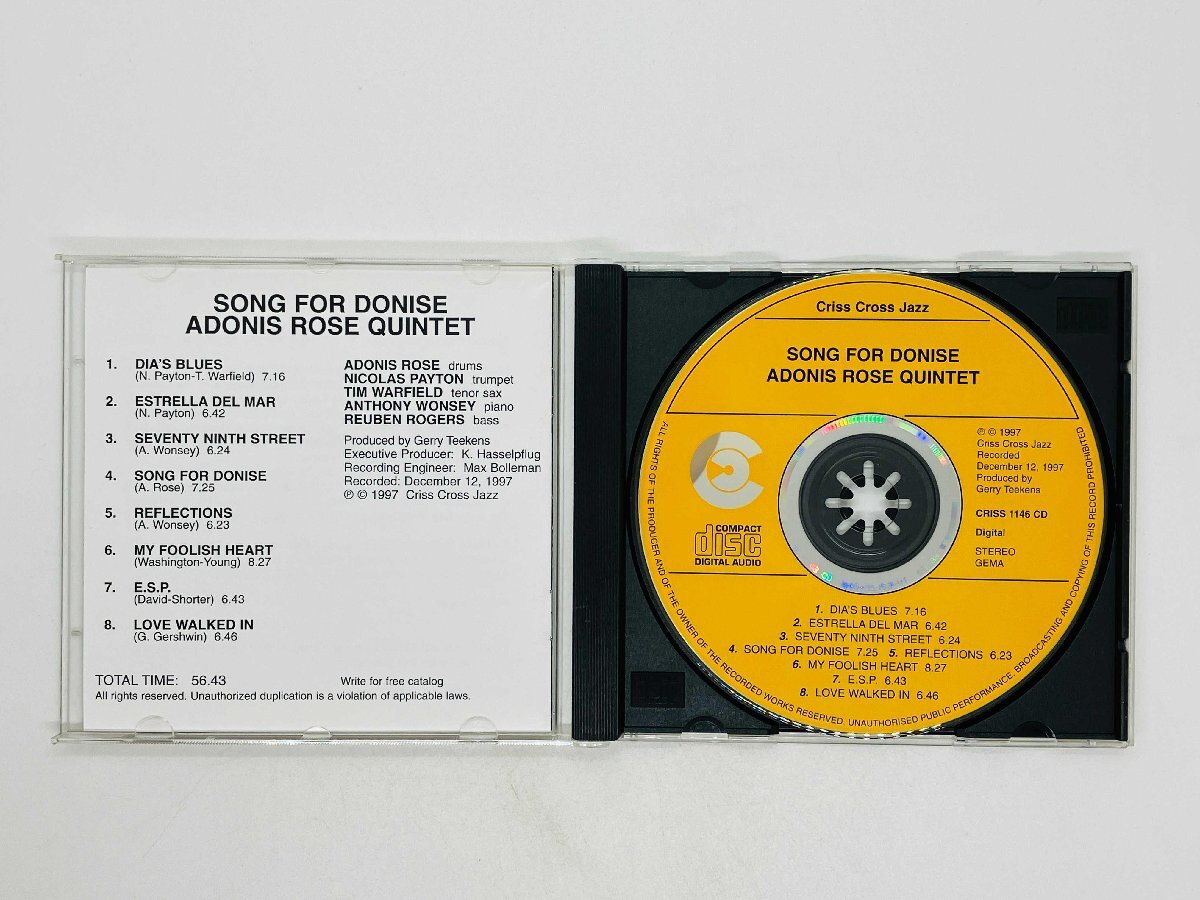 SONG FOR DONISE
ADONIS ROSE QUINTET
1. DIA'S BLUES
(N. Payton-T. Warfield) 7.16
2. ESTRELLA DEL MAR
(N. Payton) 6.42
3. SEVENTY NINTH STREET
(A. Wonsey) 6.24
4. SONG FOR DONISE
(A. Rose) 7.25
5. REFLECTIONS
(A. Wonsey) 6.23
6. MY FOOLISH HEART
(Washington-Young) 8.27
7. E.S.P.
(David-Shorter) 6.43
8. LOVE WALKED IN
(G. Gershwin) 6.46
ADONIS ROSE drums
NICOLAS PAYTON trumpet
TIM WARFIELD tenor sax
ANTHONY WONSEY piano
REUBEN ROGERS bass
Produced by Gerry Teekens
Executive Producer: K. Hasselpflug
Recording Engineer: Max Bolleman
Recorded: December 12, 1997
℗ © 1997 Criss Cross Jazz
TOTAL TIME: 56.43
Write for free catalog
All rights reserved. Unauthorized duplication is a violation of applicable laws.
Criss Cross Jazz
SONG FOR DONISE
ADONIS ROSE QUINTET
℗ © 1997
Criss Cross Jazz
Recorded
December 12, 1997
Produced by
Gerry Teekens
CRISS 1146 CD
Digital
STEREO
GEMA
COMPACT
disc
DIGITAL AUDIO
1. DIA'S BLUES 7.16
2. ESTRELLA DEL MAR 6.42
3. SEVENTY NINTH STREET 6.24
4. SONG FOR DONISE 7.25 5. REFLECTIONS 6.23
6. MY FOOLISH HEART 8.27
7. E.S.P. 6.43
8. LOVE WALKED IN 6.46
ALL RIGHTS OF THE PRODUCER AND OF THE OWNER OF THE RECORDED WORKS RESERVED. UNAUTHORISED PUBLIC PERFORMANCE, BROADCASTING AND COPYING OF THIS RECORD PROHIBITED